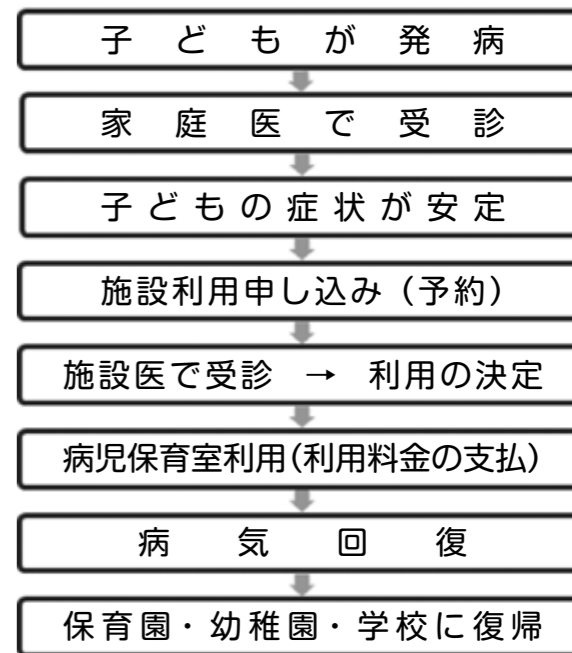 子どもが発病
家庭医で受診
子どもの症状が安定
施設利用申し込み（予約）
施設医で受診 → 利用の決定
病児保育室利用(利用料金の支払)
病気回復
保育園・幼稚園・学校に復帰